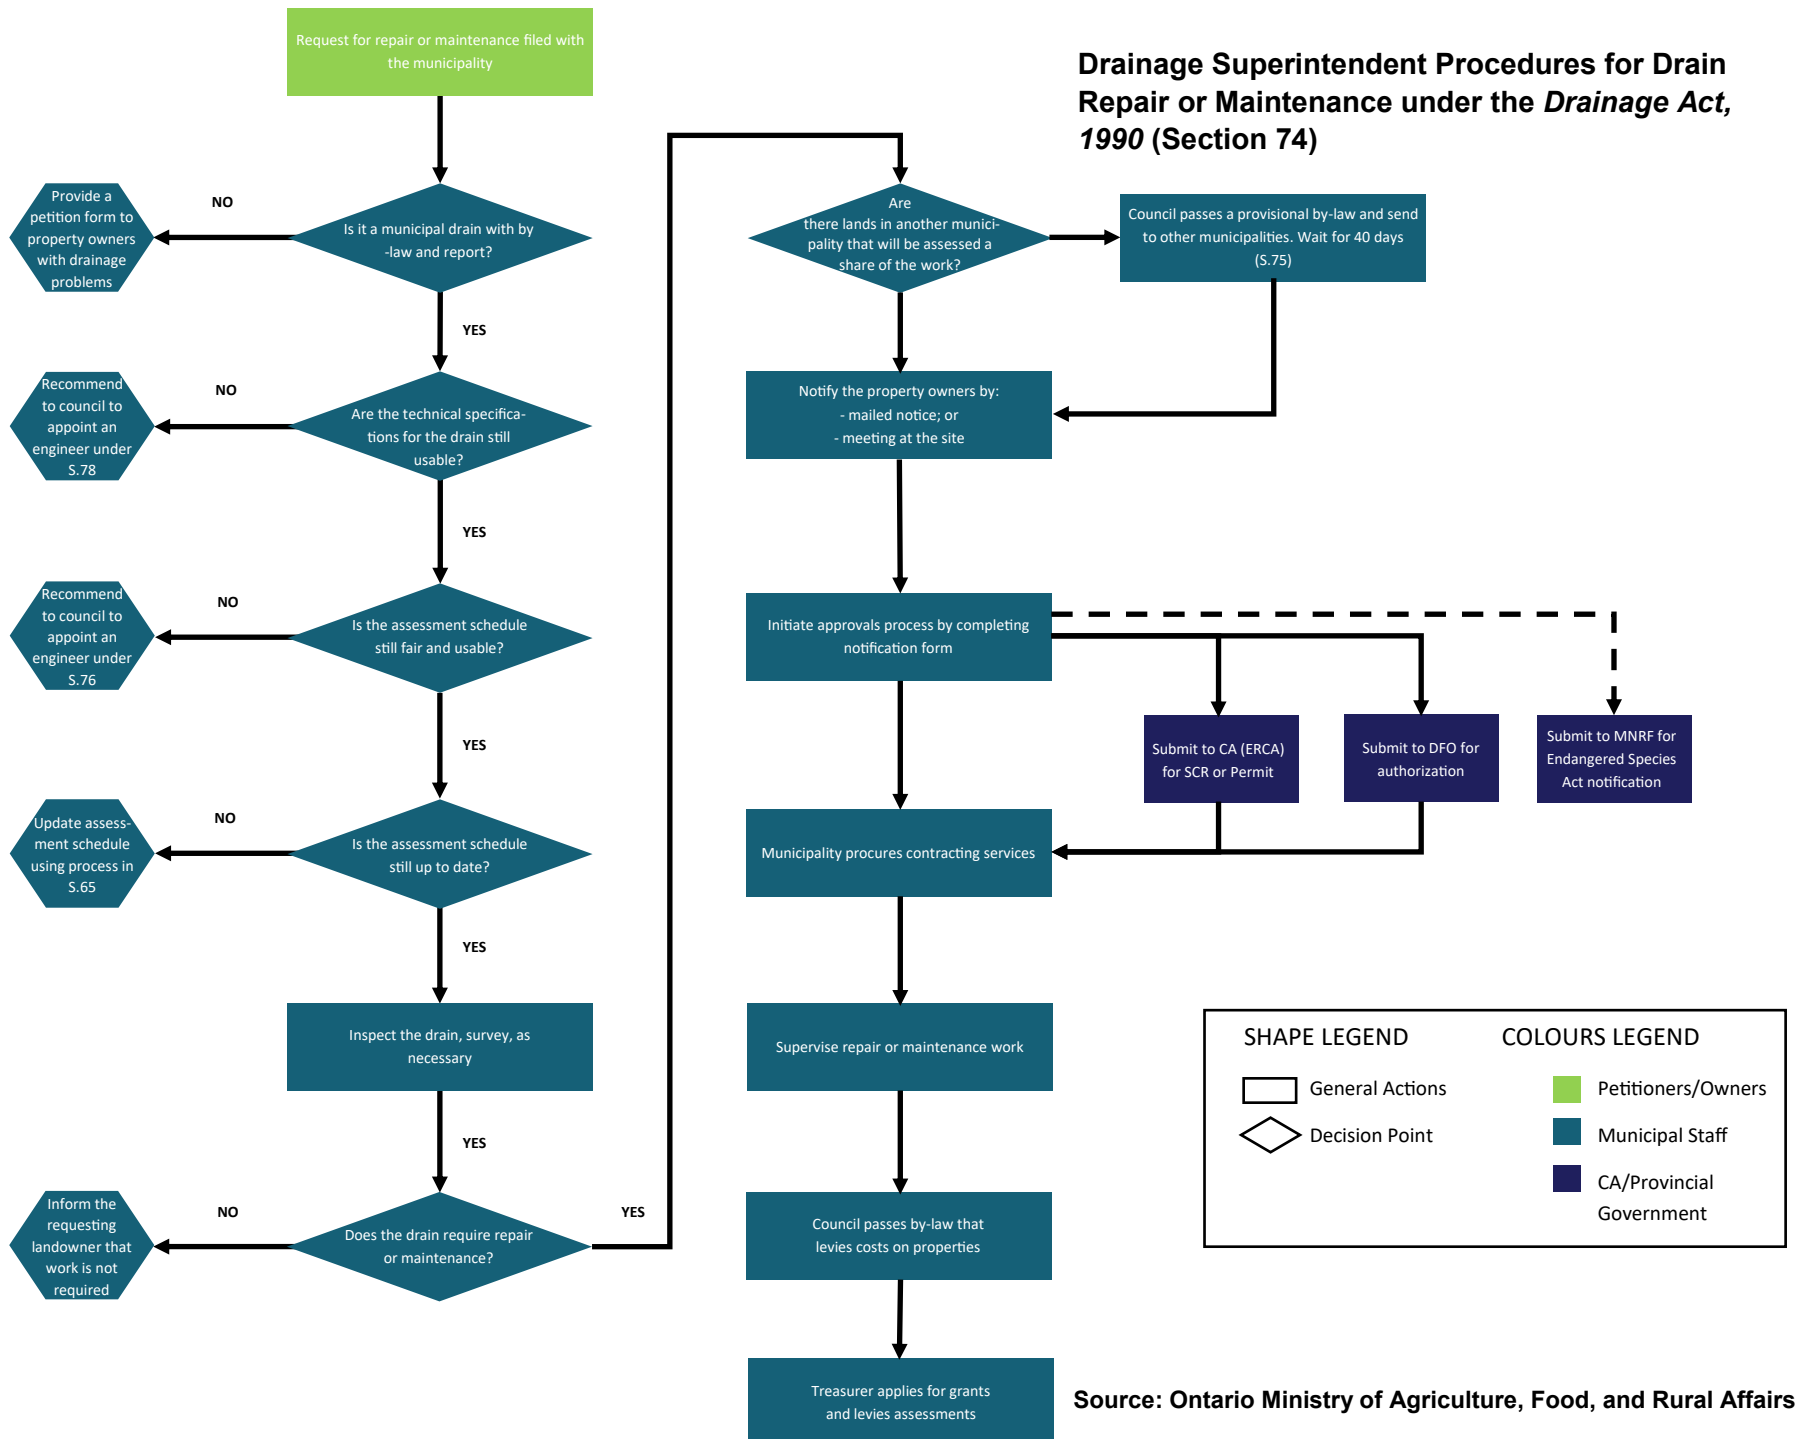 Request for repair or maintenance filed with
the municipality
Drainage Superintendent Procedures for Drain
Repair or Maintenance under the Drainage Act,
1990 (Section 74)
Provide a
petition form to
property owners
with drainage
problems
NO
Is it a municipal drain with by
-law and report?
YES
Recommend
to council to
appoint an
engineer under
S.78
NO
Are the technical specifica-
tions for the drain still
usable?
YES
Recommend
to council to
appoint an
engineer under
S.76
NO
Is the assessment schedule
still fair and usable?
YES
Update assess-
ment schedule
using process in
S.65
NO
Is the assessment schedule
still up to date?
YES
Inspect the drain, survey, as
necessary
YES
Inform the
requesting
landowner that
work is not
required
NO
Does the drain require repair
or maintenance?
YES
Are
there lands in another munici-
pality that will be assessed a
share of the work?
Council passes a provisional by-law and send
to other municipalities. Wait for 40 days
(S.75)
Notify the property owners by:
- mailed notice; or
- meeting at the site
Initiate approvals process by completing
notification form
Submit to CA (ERCA)
for SCR or Permit
Submit to DFO for
authorization
Submit to MNRF for
Endangered Species
Act notification
Municipality procures contracting services
Supervise repair or maintenance work
Council passes by-law that
levies costs on properties
Treasurer applies for grants
and levies assessments
SHAPE LEGEND
General Actions
Decision Point
COLOURS LEGEND
Petitioners/Owners
Municipal Staff
CA/Provincial
Government
Source: Ontario Ministry of Agriculture, Food, and Rural Affairs